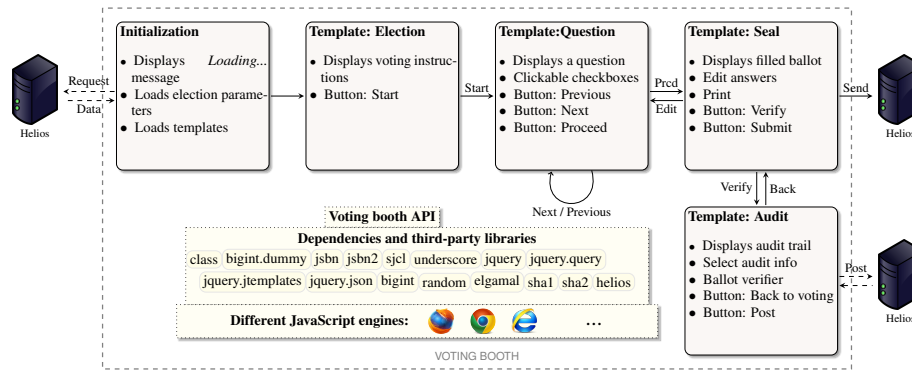 Initialization
Displays Loading...
message
Loads election parame-
ters
Loads templates
Template: Election
Displays voting instruc-
tions
Button: Start
Template:Question
Displays a question
Clickable checkboxes
Button: Previous
Button: Next
Button: Proceed
Template: Seal
Displays filled ballot
Edit answers
Print
Button: Verify
Button: Submit
Request
Data
Helios
Start
Prcd
Edit
Send
Helios
Next / Previous
Verify
Back
Voting booth API
Dependencies and third-party libraries
class bigint.dummy jsbn jsbn2 sjcl underscore jquery jquery.query
jquery.jtemplates jquery.json bigint random elgamal sha1 sha2 helios
Different JavaScript engines: ...
Template: Audit
Displays audit trail
Select audit info
Ballot verifier
Button: Back to voting
Button: Post
Post
Helios
VOTING BOOTH